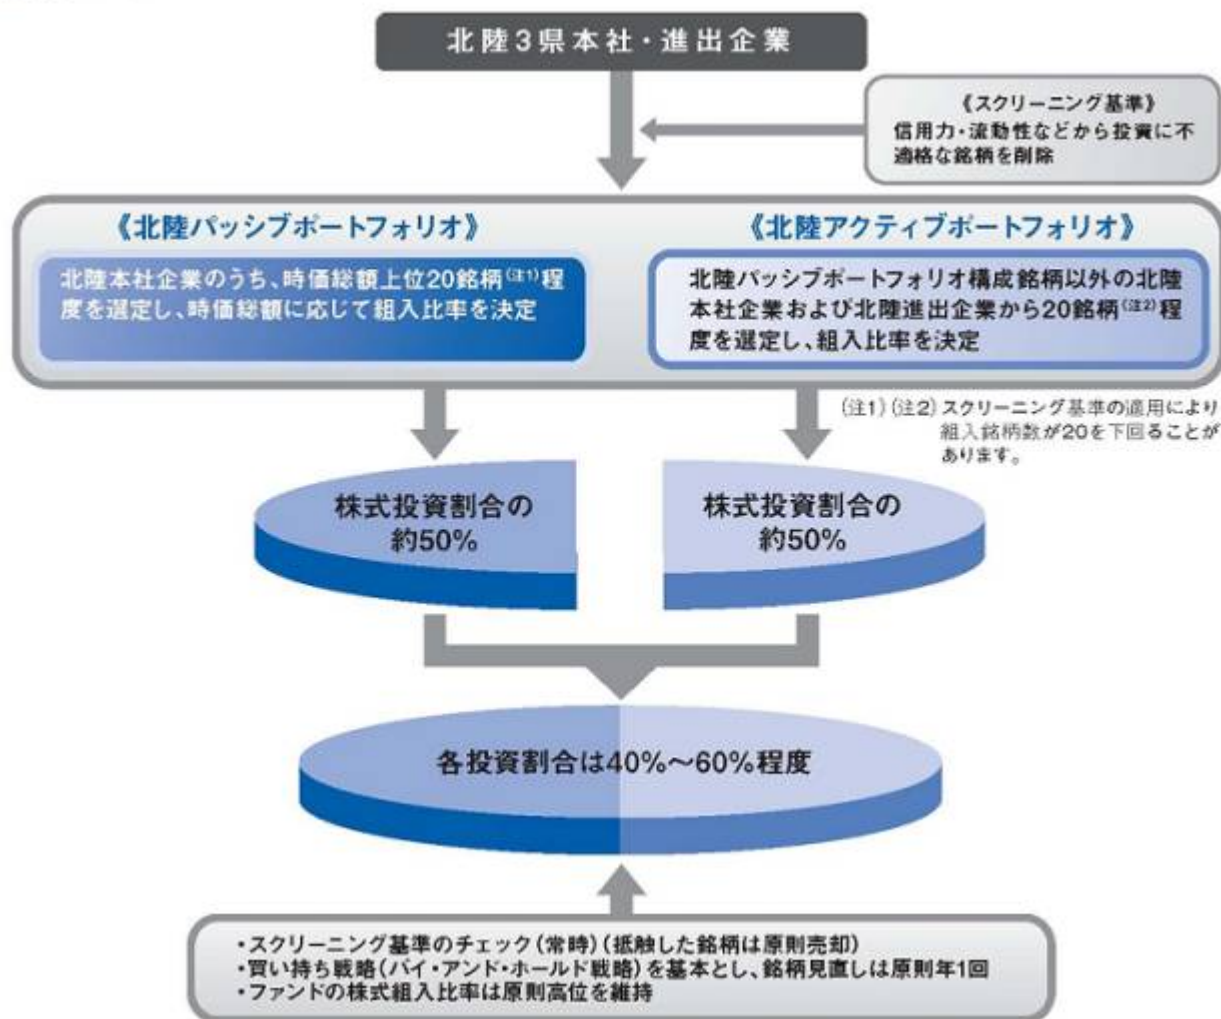 北陸3県本社・進出企業
《スクリーニング基準》
信用力・流動性などから投資に不
適格な銘柄を削除
《北陸パッシブポートフォリオ》
北陸本社企業のうち、時価総額上位20銘柄(注1)程
度を選定し、時価総額に応じて組入比率を決定
《北陸アクティブポートフォリオ》
北陸パッシブポートフォリオ構成銘柄以外の北陸
本社企業および北陸進出企業から20銘柄(注2)程
度を選定し、組入比率を決定
(注1)(注2)スクリーニング基準の適用により
組入銘柄数が20を下回ることが
あります。
株式投資割合の
約50%
株式投資割合の
約50%
各投資割合は40%～60%程度
・スクリーニング基準のチェック(常時)(抵触した銘柄は原則売却)
・買い持ち戦略(バイ・アンド・ホールド戦略)を基本とし、銘柄見直しは原則年1回
・ファンドの株式組入比率は原則高位を維持